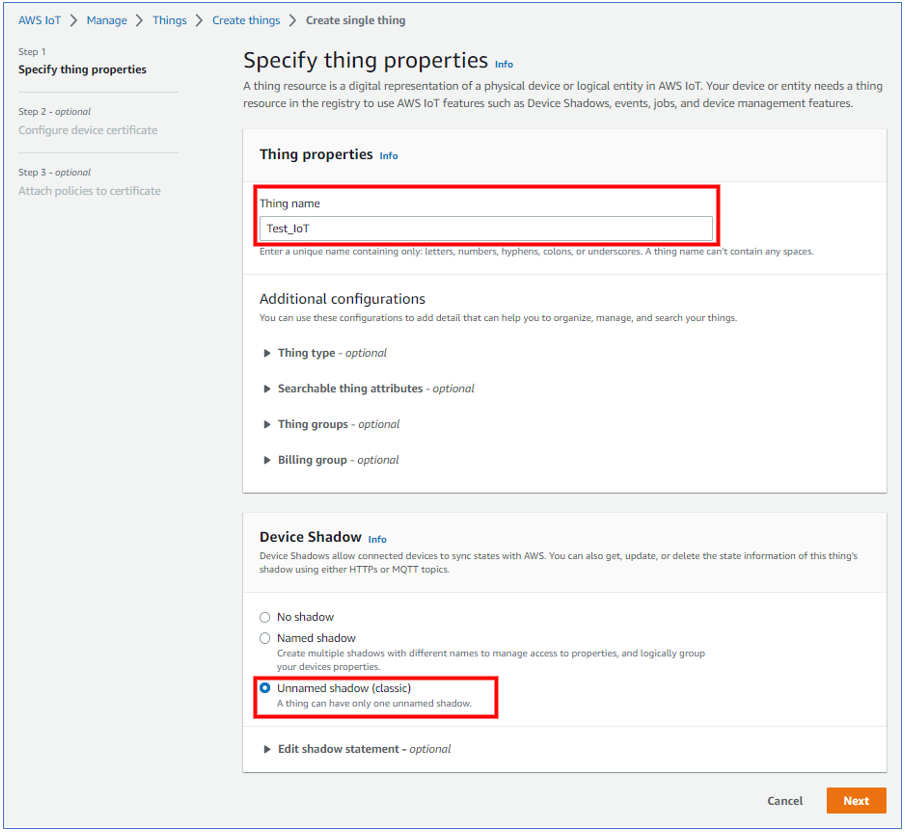 AWS IoT > Manage > Things > Create things > Create single thing
Step 1
Specify thing properties
Step 2 - optional
Configure device certificate
Step 3 - optional
Attach policies to certificate
Specify thing properties Info
A thing resource is a digital representation of a physical device or logical entity in AWS IoT. Your device or entity needs a thing
resource in the registry to use AWS IoT features such as Device Shadows, events, jobs, and device management features.
Thing properties Info
Thing name
Test_IoT
Enter a unique name containing only: letters, numbers, hyphens, colons, or underscores. A thing name can't contain any spaces.
Additional configurations
You can use these configurations to add detail that can help you to organize, manage, and search your things.
Thing type - optional
Searchable thing attributes - optional
Thing groups - optional
Billing group - optional
Device Shadow Info
Device Shadows allow connected devices to sync states with AWS. You can also get, update, or delete the state information of this thing's
shadow using either HTTPs or MQTT topics.
No shadow
Named shadow
Create multiple shadows with different names to manage access to properties, and logically group
your devices properties.
Unnamed shadow (classic)
A thing can have only one unnamed shadow.
Edit shadow statement - optional
Cancel
Next